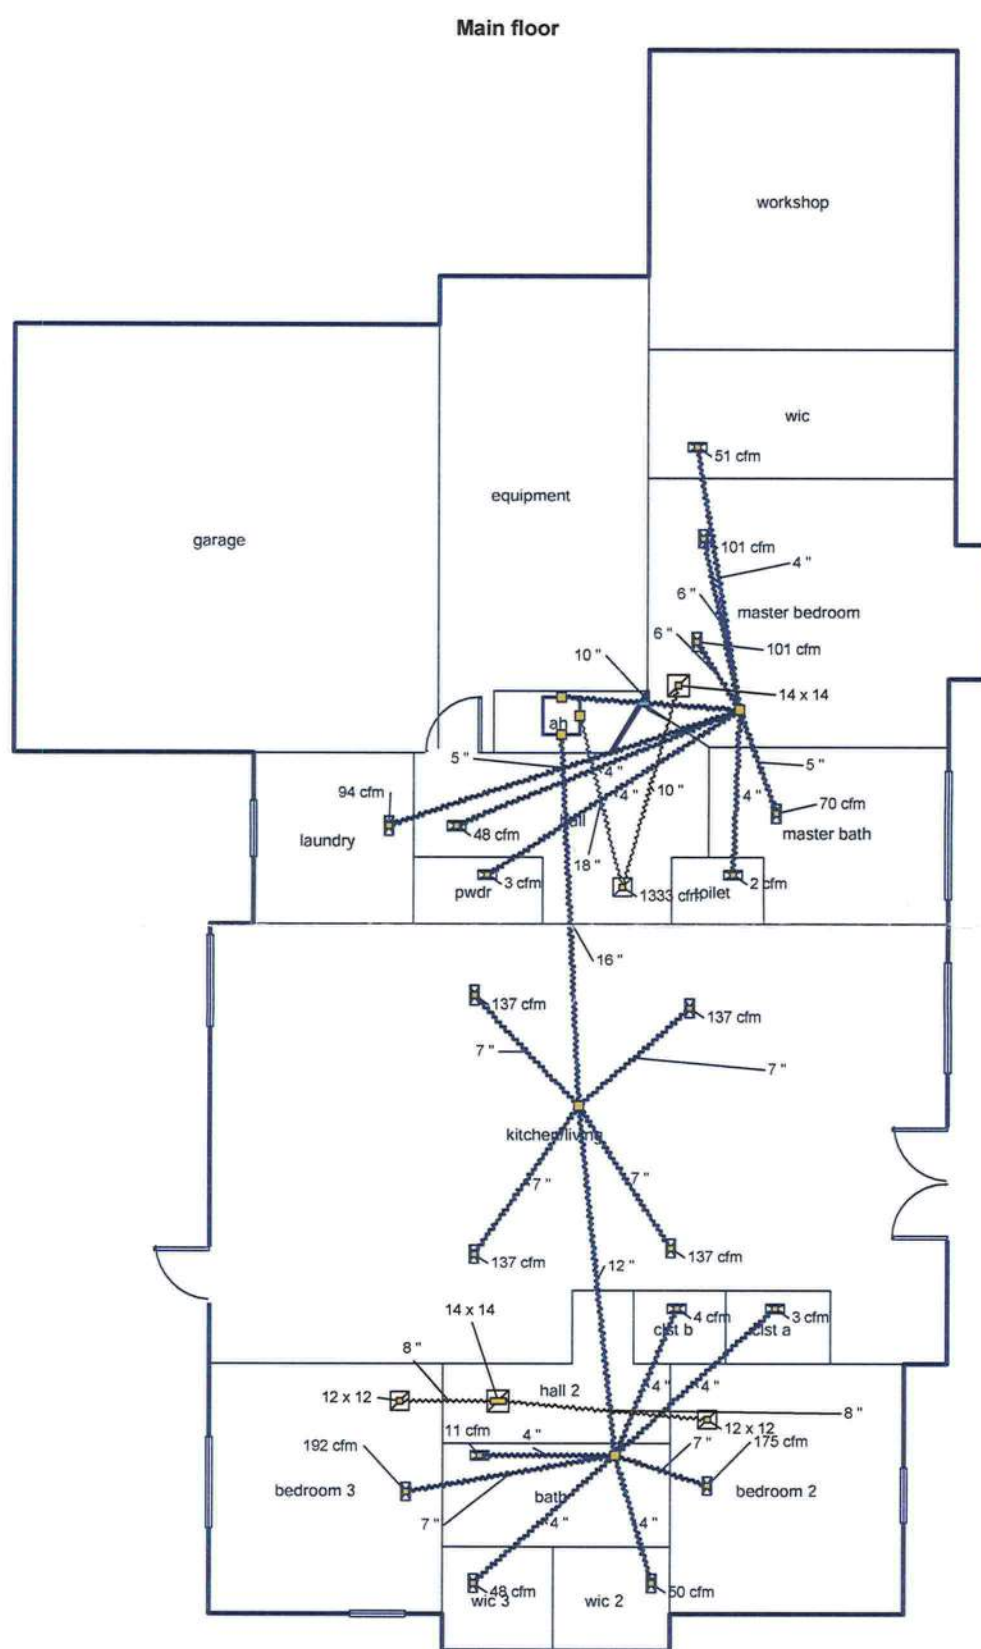 Main floor
workshop
wic
51 cfm
equipment
garage
101 cfm
4 "
6 "
master bedroom
6 "
101 cfm
10 "
14 x 14
ah
5 "
4 "
5 "
94 cfm
4 "
10 "
4 "
70 cfm
hall
48 cfm
master bath
laundry
18 "
3 cfm
2 cfm
pwdr
1333 cfm
toilet
16 "
137 cfm
137 cfm
7 "
7 "
kitchen/living
7 "
7 "
137 cfm
137 cfm
12 "
14 x 14
4 cfm
3 cfm
clst b
clst a
8 "
4 "
4 "
hall 2
12 x 12
8 "
12 x 12
11 cfm
4 "
7 "
175 cfm
192 cfm
bedroom 3
bath
bedroom 2
7 "
4 "
4 "
48 cfm
50 cfm
wic 3
wic 2